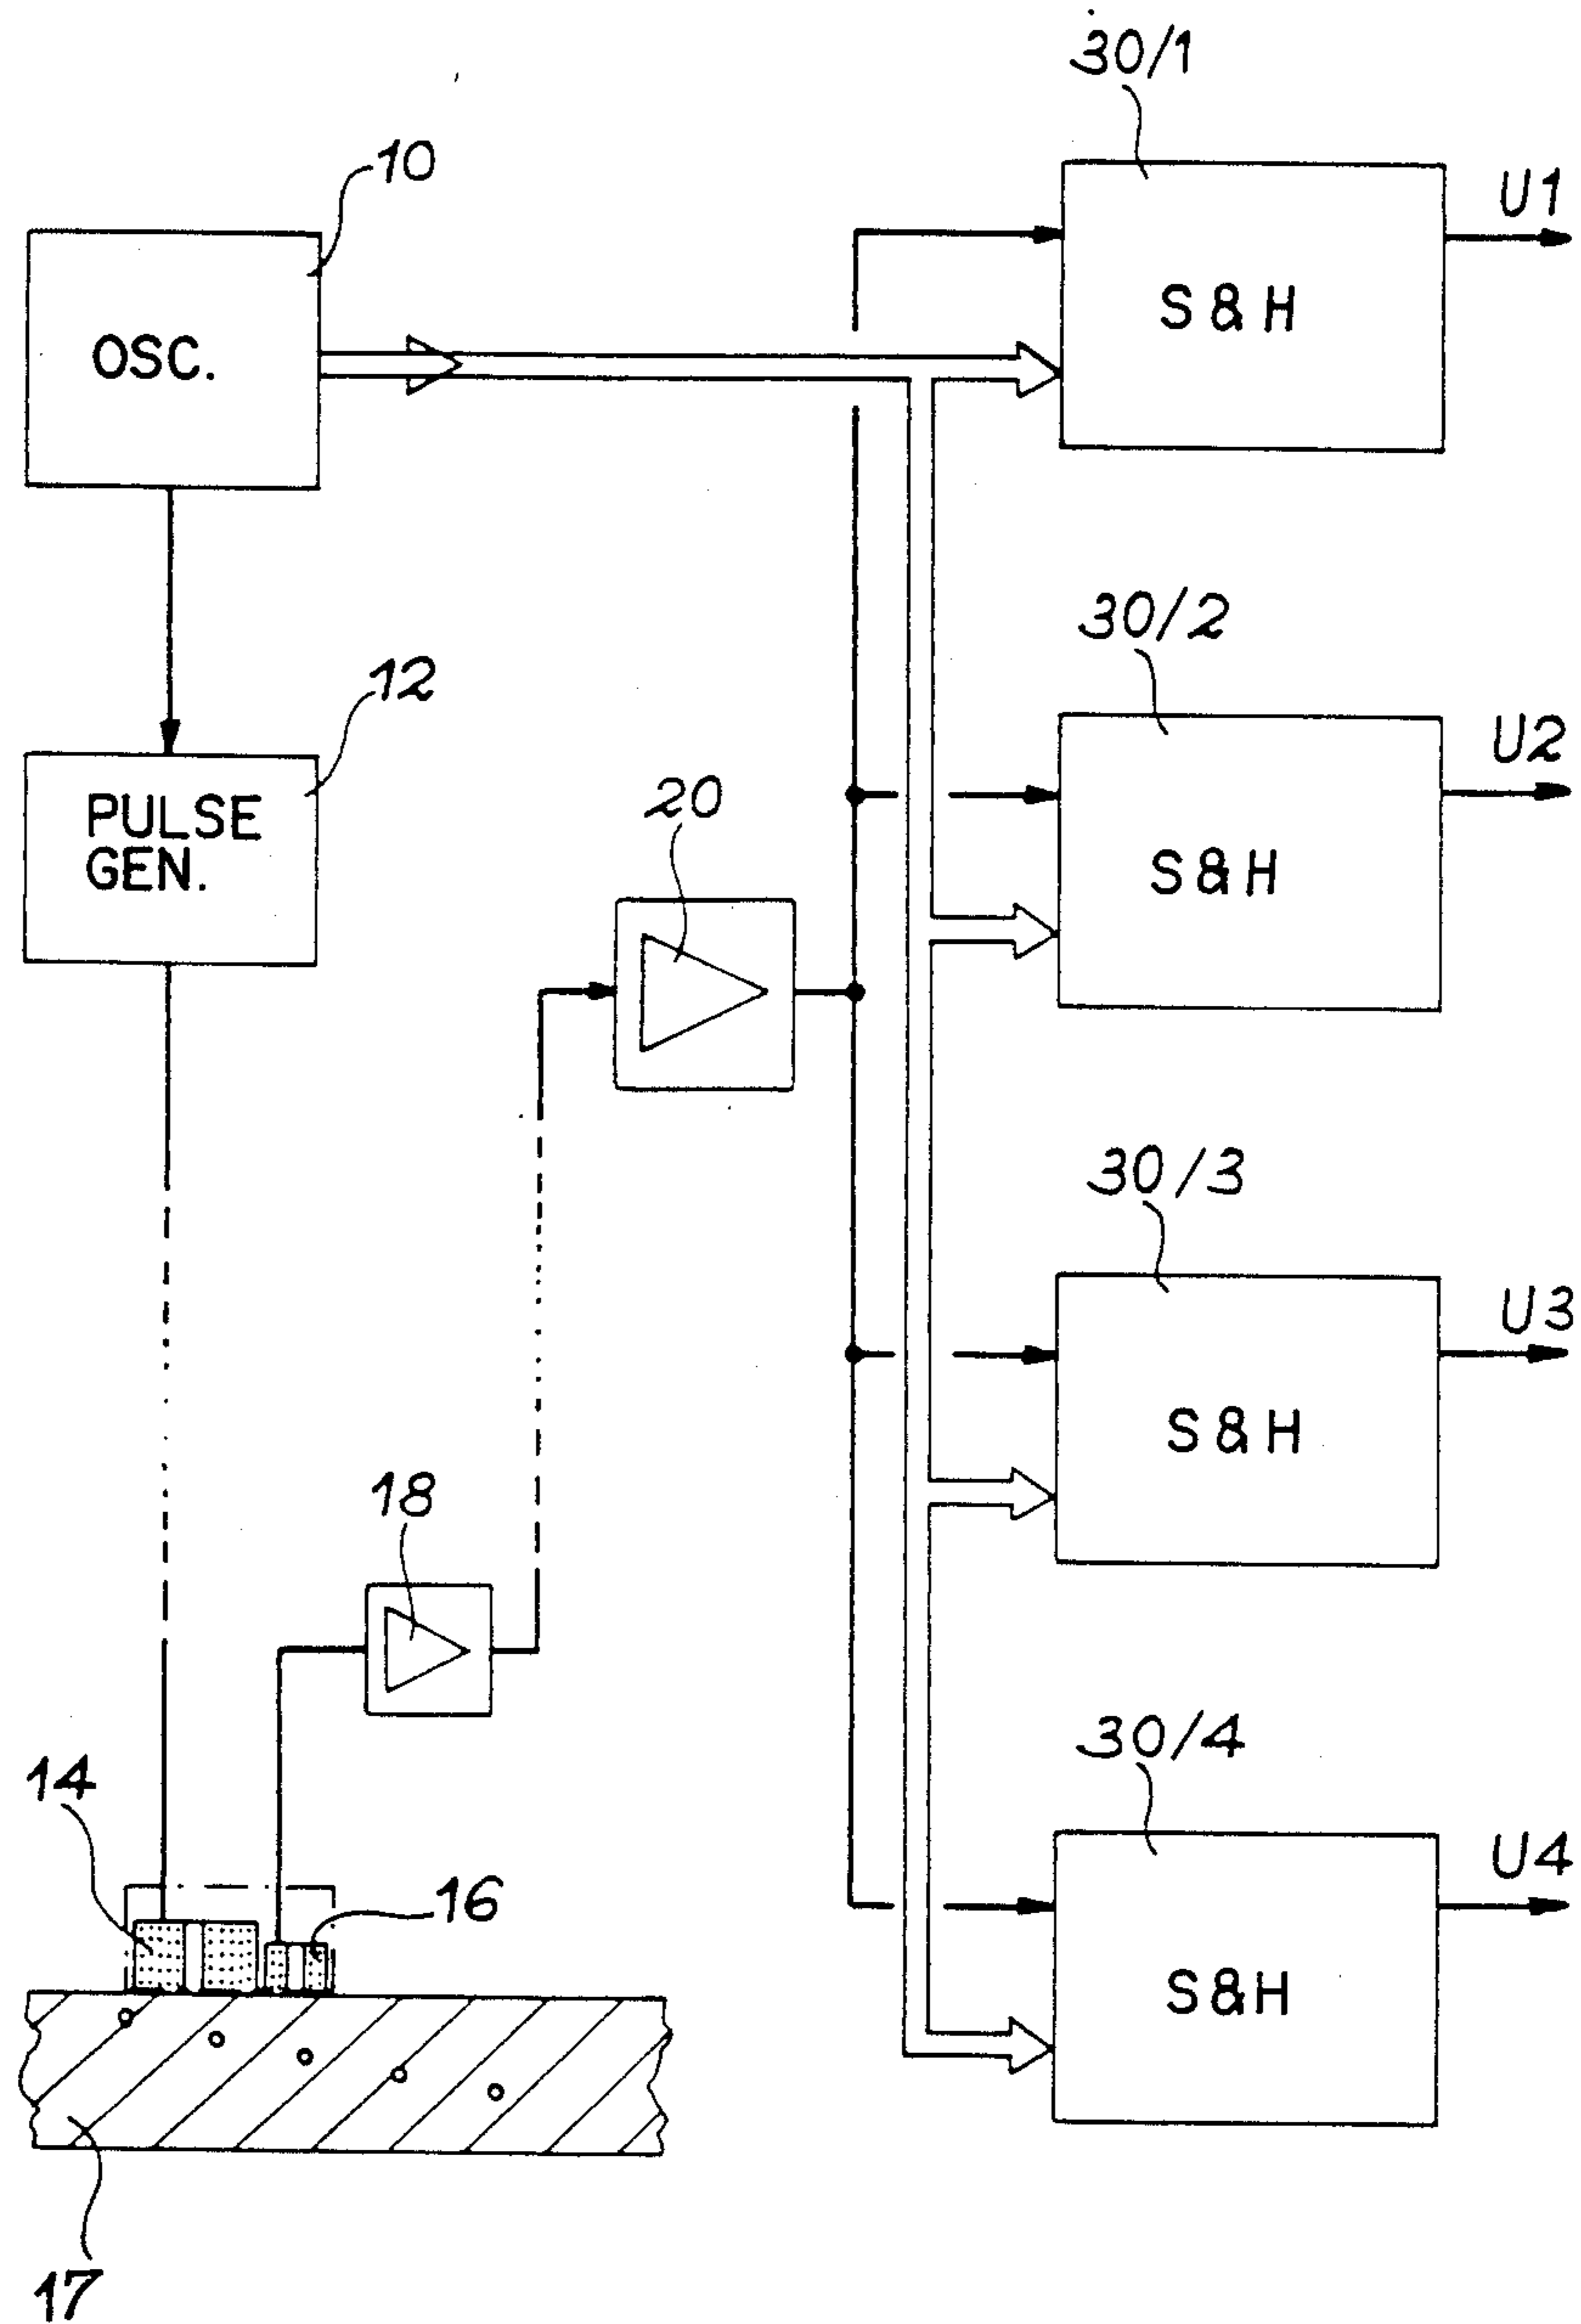 30/1
10
U1
OSC.
S & H
30/2
12
U2
20
PULSE
GEN.
S & H
30/3
U3
S & H
18
30/4
14
U4
16
S & H
17